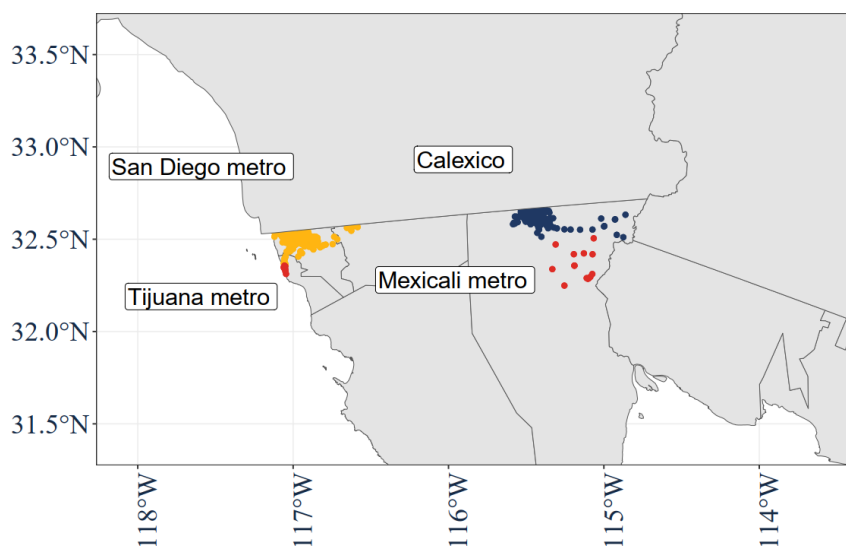 33.5°N
33.0°N
32.5°N
32.0°N
31.5°N
San Diego metro
Calexico
Tijuana metro
Mexicali metro
118°W
117°W
116°W
115°W
114°W